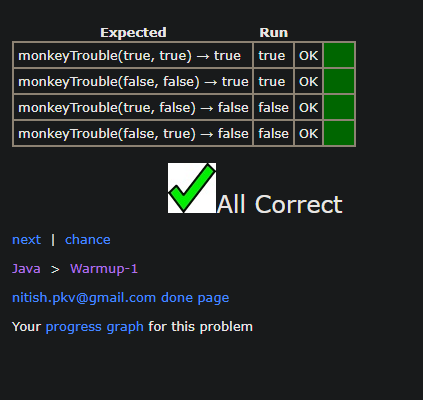 Expected Run
monkeyTrouble(true, true) → true true OK
monkeyTrouble(false, false) → true true OK
monkeyTrouble(true, false) → false false OK
monkeyTrouble(false, true) → false false OK
All Correct
next | chance
Java > Warmup-1
nitish.pkv@gmail.com done page
Your progress graph for this problem